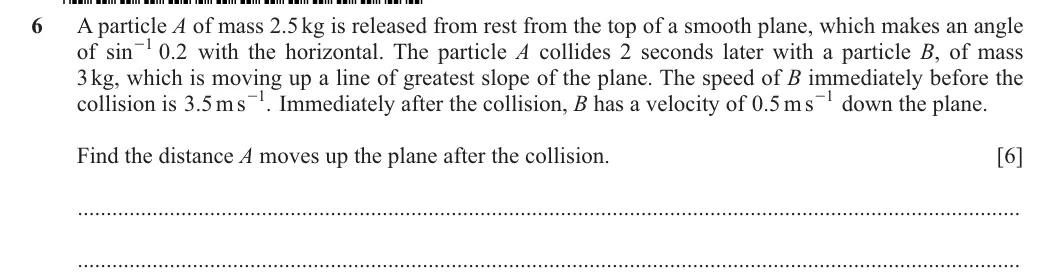 6 A particle A of mass 2.5 kg is released from rest from the top of a smooth plane, which makes an angle
of sin⁻¹ 0.2 with the horizontal. The particle A collides 2 seconds later with a particle B, of mass
3 kg, which is moving up a line of greatest slope of the plane. The speed of B immediately before the
collision is 3.5 m s⁻¹. Immediately after the collision, B has a velocity of 0.5 m s⁻¹ down the plane.
Find the distance A moves up the plane after the collision. [6]